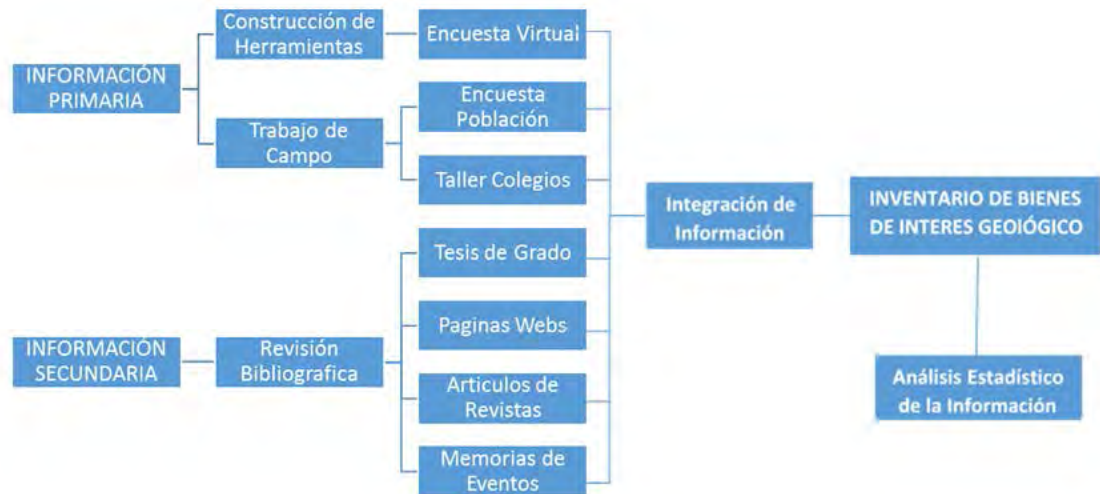 INFORMACIÓN
PRIMARIA
Construcción de
Herramientas
Encuesta Virtual
Trabajo de
Campo
Encuesta
Población
Taller Colegios
INFORMACIÓN
SECUNDARIA
Revisión
Bibliografica
Tesis de Grado
Paginas Webs
Articulos de
Revistas
Memorias de
Eventos
Integración de
Información
INVENTARIO DE BIENES
DE INTERES GEOIÓGICO
Análisis Estadístico
de la Información